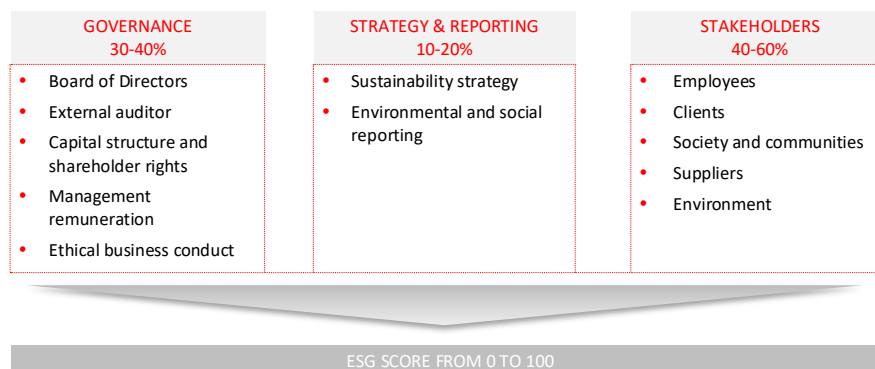 GOVERNANCE
30-40%
• Board of Directors
• External auditor
• Capital structure and
shareholder rights
• Management
remuneration
• Ethical business conduct
STRATEGY & REPORTING
10-20%
• Sustainability strategy
• Environmental and social
reporting
STAKEHOLDERS
40-60%
• Employees
• Clients
• Society and communities
• Suppliers
• Environment
ESG SCORE FROM 0 TO 100